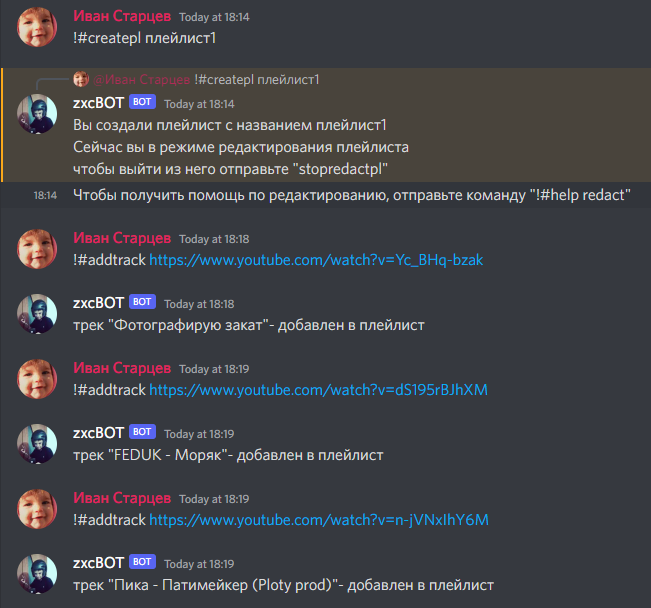 Иван Старцев Today at 18:14
!#createpl плейлист1
@Иван Старцев !#createpl плейлист1
zxcBOT BOT Today at 18:14
Вы создали плейлист с названием плейлист1
Сейчас вы в режиме редактирования плейлиста
чтобы выйти из него отправьте "stopredactpl"
18:14 Чтобы получить помощь по редактированию, отправьте команду "!#help redact"
Иван Старцев Today at 18:18
!#addtrack https://www.youtube.com/watch?v=Yc_BHq-bzak
zxcBOT BOT Today at 18:18
трек "Фотографирую закат"- добавлен в плейлист
Иван Старцев Today at 18:19
!#addtrack https://www.youtube.com/watch?v=dS195rBJhXM
zxcBOT BOT Today at 18:19
трек "FEDUK - Моряк"- добавлен в плейлист
Иван Старцев Today at 18:19
!#addtrack https://www.youtube.com/watch?v=n-jVNxIhY6M
zxcBOT BOT Today at 18:19
трек "Пика - Патимейкер (Ploty prod)"- добавлен в плейлист